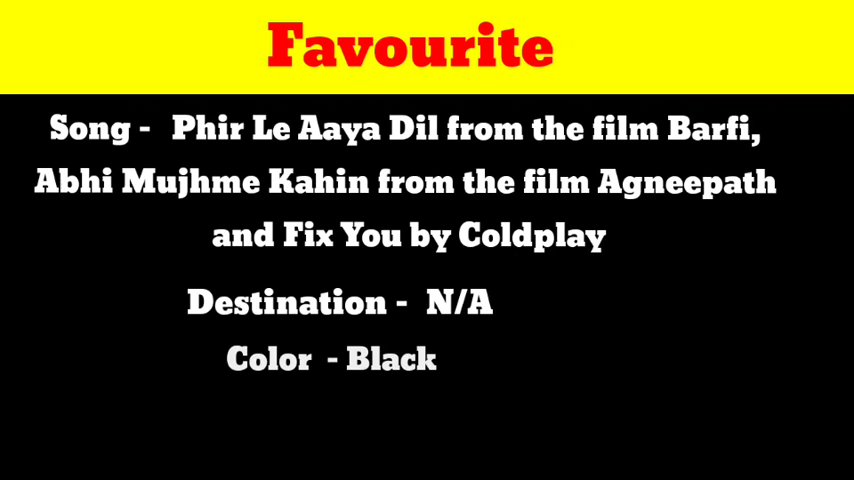 Favourite
Song - Phir Le Aaya Dil from the film Barfi,
Abhi Mujhme Kahin from the film Agneepath
and Fix You by Coldplay
Destination - N/A
Color - Black